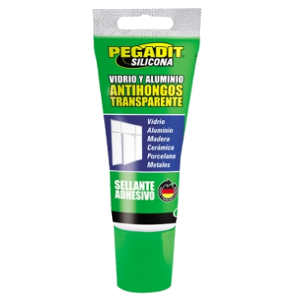 PEGADIT
SILICONA
VIDRIO Y ALUMINIO
ANTIHONGOS
TRANSPARENTE
Vidrio
Aluminio
Madera
Cerámica
Porcelana
Metales
SELLANTE
ADHESIVO